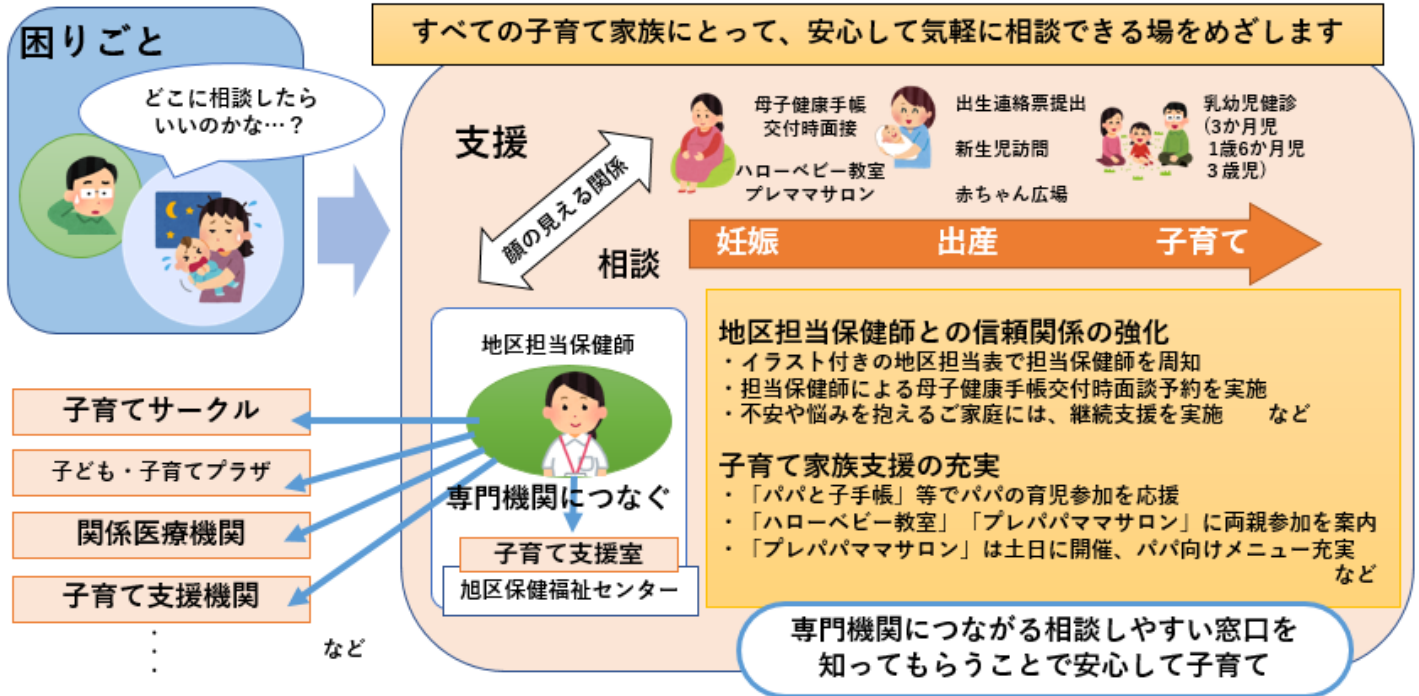 困りごと
どこに相談したら
いいのかな…？
すべての子育て家族にとって、安心して気軽に相談できる場をめざします
支援
顔の見える関係
相談
母子健康手帳
交付時面接
ハローベビー教室
プレママサロン
出生連絡票提出
新生児訪問
赤ちゃん広場
乳幼児健診
(3か月児
1歳6か月児
３歳児)
妊娠
出産
子育て
地区担当保健師
専門機関につなぐ
子育て支援室
旭区保健福祉センター
子育てサークル
子ども・子育てプラザ
関係医療機関
子育て支援機関
・
・
・
など
地区担当保健師との信頼関係の強化
・イラスト付きの地区担当表で担当保健師を周知
・担当保健師による母子健康手帳交付時面談予約を実施
・不安や悩みを抱えるご家庭には、継続支援を実施　　など
子育て家族支援の充実
・「パパと子手帳」等でパパの育児参加を応援
・「ハローベビー教室」「プレパパママサロン」に両親参加を案内
・「プレパパママサロン」は土日に開催、パパ向けメニュー充実
など
専門機関につながる相談しやすい窓口を
知ってもらうことで安心して子育て